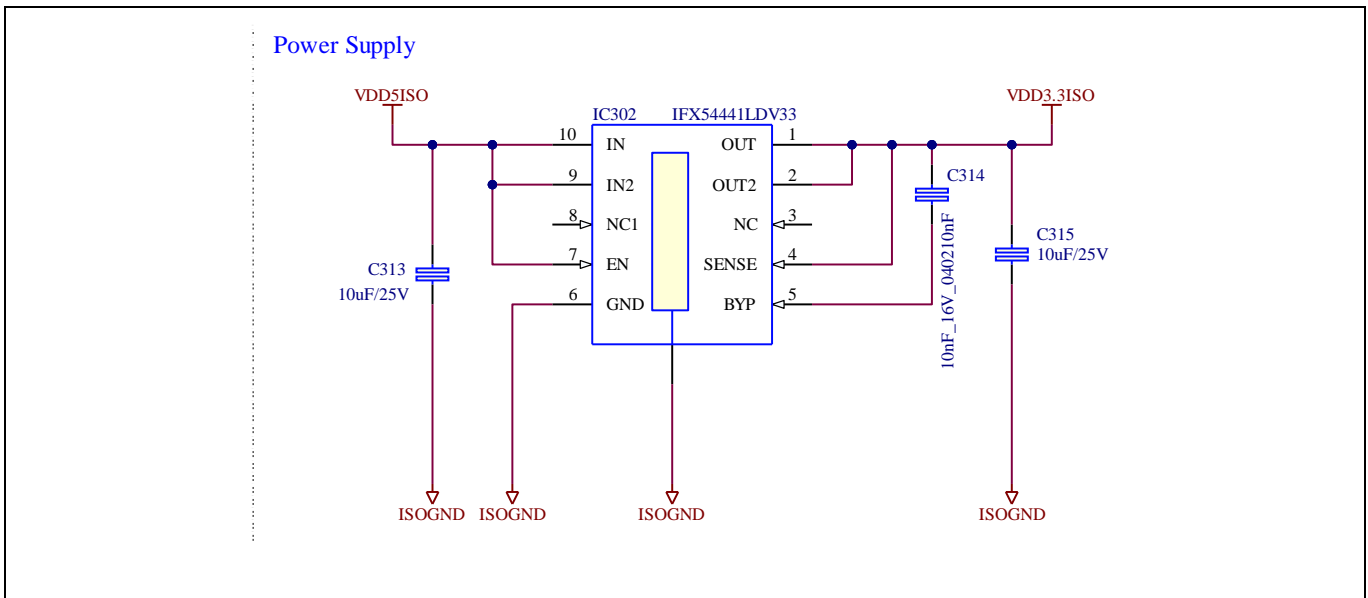 Power Supply
VDD5ISO
VDD3.3ISO
IC302
IFX54441LDV33
10
IN
OUT
1
9
IN2
OUT2
2
8
NC1
NC
3
7
EN
SENSE
4
6
GND
BYP
5
C313
10uF/25V
C314
10nF_16V_040210nF
C315
10uF/25V
ISOGND
ISOGND
ISOGND
ISOGND